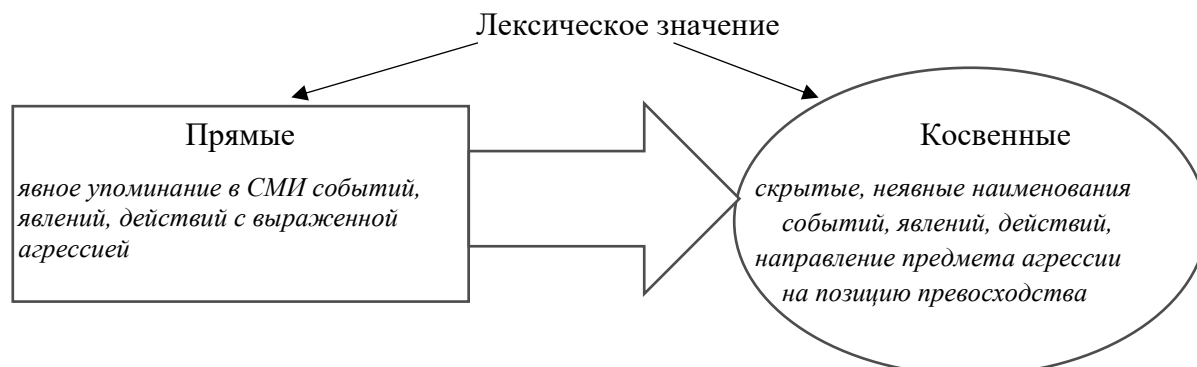 Лексическое значение
Прямые
явное упоминание в СМИ событий,
явлений, действий с выраженной
агрессией
Косвенные
скрытые, неявные наименования
событий, явлений, действий,
направление предмета агрессии
на позицию превосходства